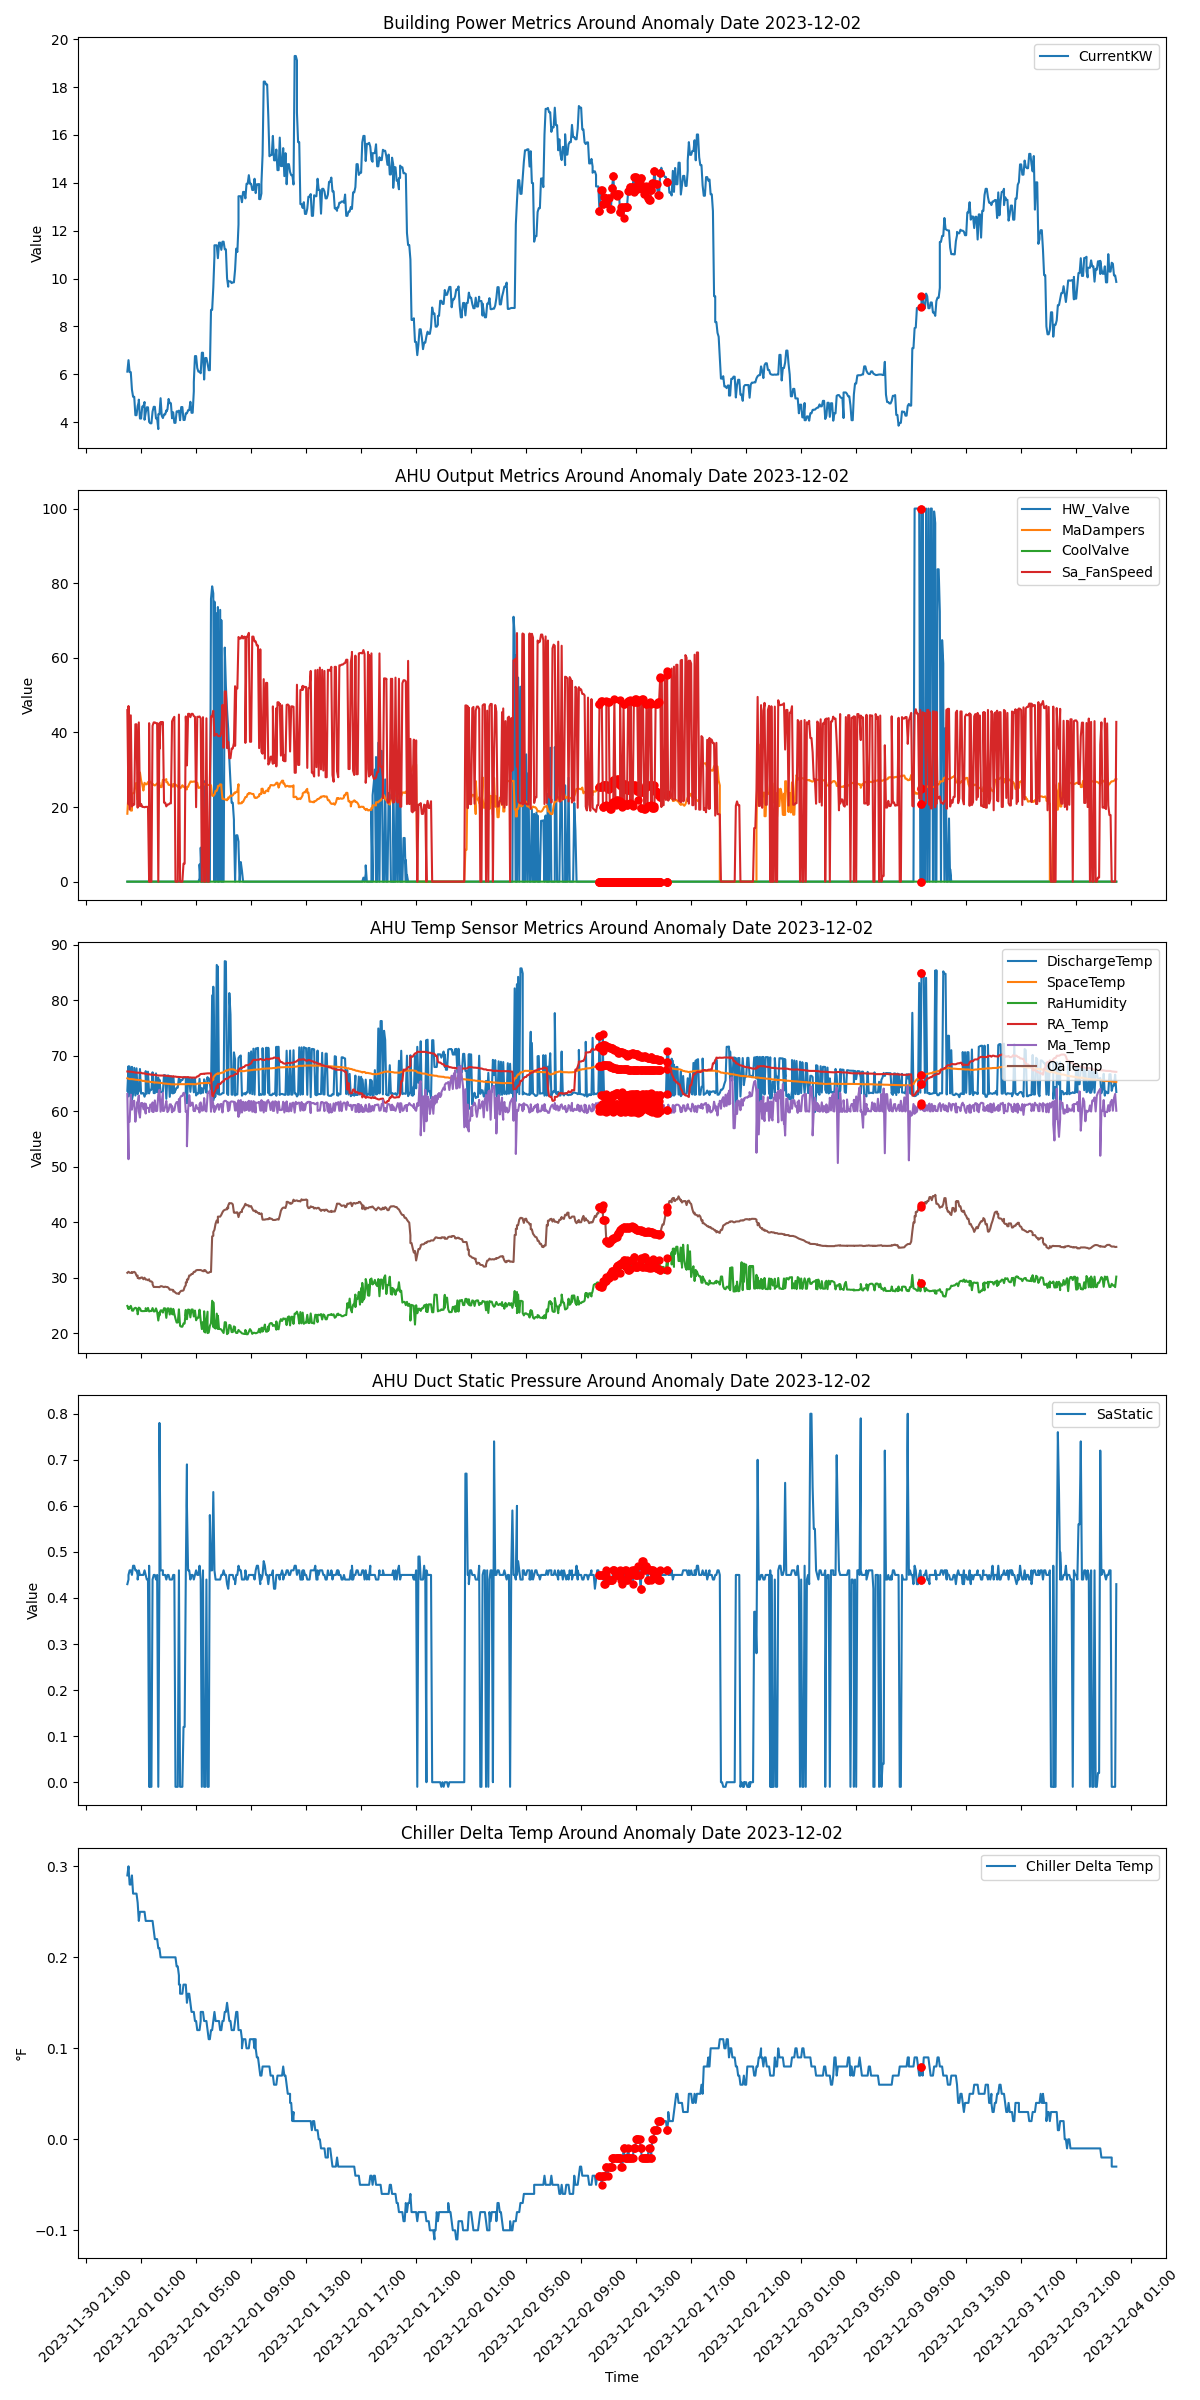 Building Power Metrics Around Anomaly Date 2023-12-02
20
18
16
14
12
10
8
6
4
Value
CurrentKW
AHU Output Metrics Around Anomaly Date 2023-12-02
100
80
60
40
20
0
Value
HW_Valve
MaDampers
CoolValve
Sa_FanSpeed
AHU Temp Sensor Metrics Around Anomaly Date 2023-12-02
90
80
70
60
50
40
30
20
Value
DischargeTemp
SpaceTemp
RaHumidity
RA_Temp
Ma_Temp
OaTemp
AHU Duct Static Pressure Around Anomaly Date 2023-12-02
0.8
0.7
0.6
0.5
0.4
0.3
0.2
0.1
0.0
Value
SaStatic
Chiller Delta Temp Around Anomaly Date 2023-12-02
0.3
0.2
0.1
0.0
−0.1
°F
Chiller Delta Temp
2023-11-30 21:00
2023-12-01 01:00
2023-12-01 05:00
2023-12-01 09:00
2023-12-01 13:00
2023-12-01 17:00
2023-12-01 21:00
2023-12-02 01:00
2023-12-02 05:00
2023-12-02 09:00
2023-12-02 13:00
2023-12-02 17:00
2023-12-02 21:00
2023-12-03 01:00
2023-12-03 05:00
2023-12-03 09:00
2023-12-03 13:00
2023-12-03 17:00
2023-12-03 21:00
2023-12-04 01:00
Time